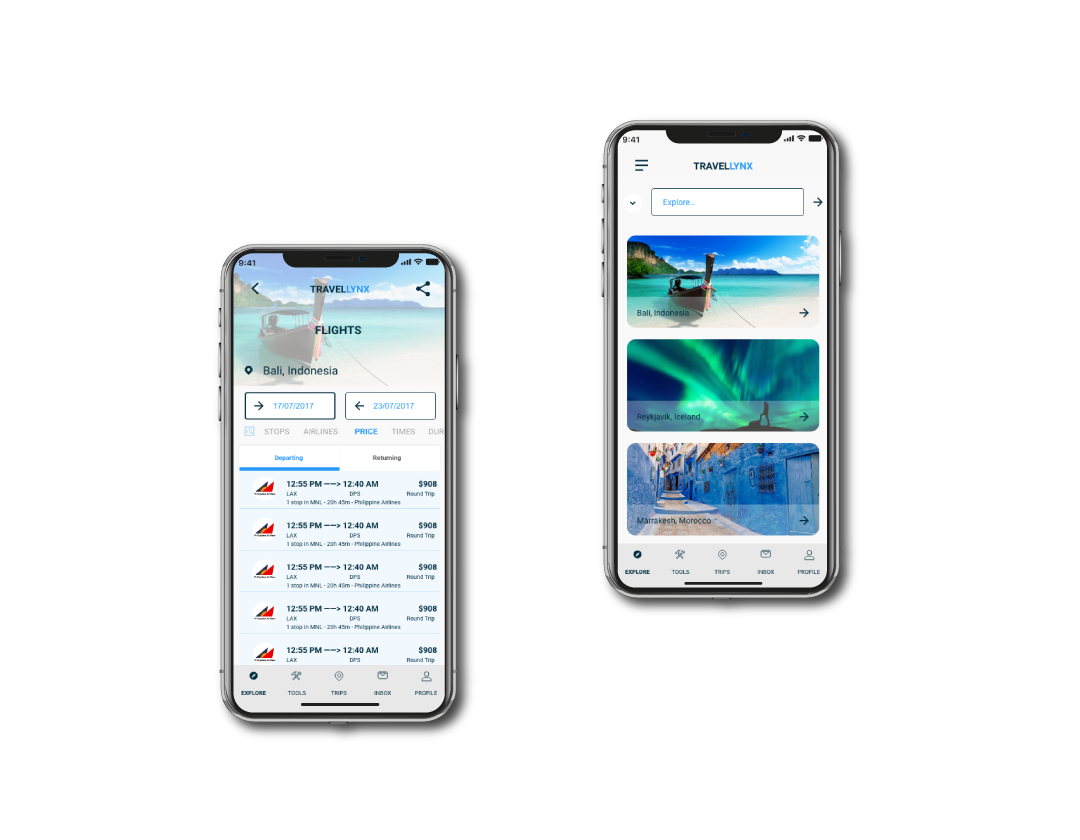 9:41
TRAVELLYNX
FLIGHTS
Bali, Indonesia
17/07/2017 23/07/2017
STOPS AIRLINES PRICE TIMES DUR
Departing Returning
12:55 PM ——> 12:40 AM $908
LAX DPS Round Trip
1 stop in MNL - 20h 45m - Philippine Airlines
12:55 PM ——> 12:40 AM $908
LAX DPS Round Trip
1 stop in MNL - 20h 45m - Philippine Airlines
12:55 PM ——> 12:40 AM $908
LAX DPS Round Trip
1 stop in MNL - 20h 45m - Philippine Airlines
12:55 PM ——> 12:40 AM $908
LAX DPS Round Trip
1 stop in MNL - 20h 45m - Philippine Airlines
12:55 PM ——> 12:40 AM $908
LAX DPS Round Trip
EXPLORE TOOLS TRIPS INBOX PROFILE
9:41
TRAVELLYNX
Explore...
Bali, Indonesia
Reykjavik, Iceland
Marrakesh, Morocco
EXPLORE TOOLS TRIPS INBOX PROFILE